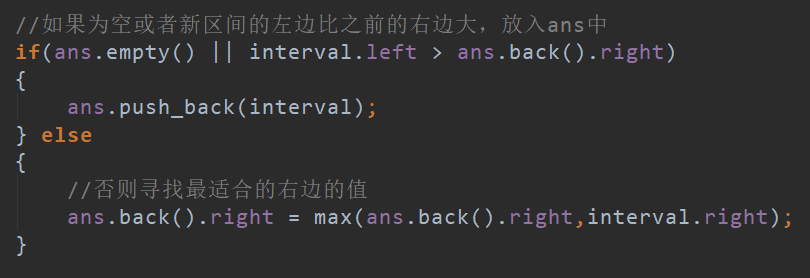 //如果为空或者新区间的左边比之前的右边大，放入ans中
if(ans.empty() || interval.left > ans.back().right)
{
    ans.push_back(interval);
} else
{
    //否则寻找最适合的右边的值
    ans.back().right = max(ans.back().right,interval.right);
}